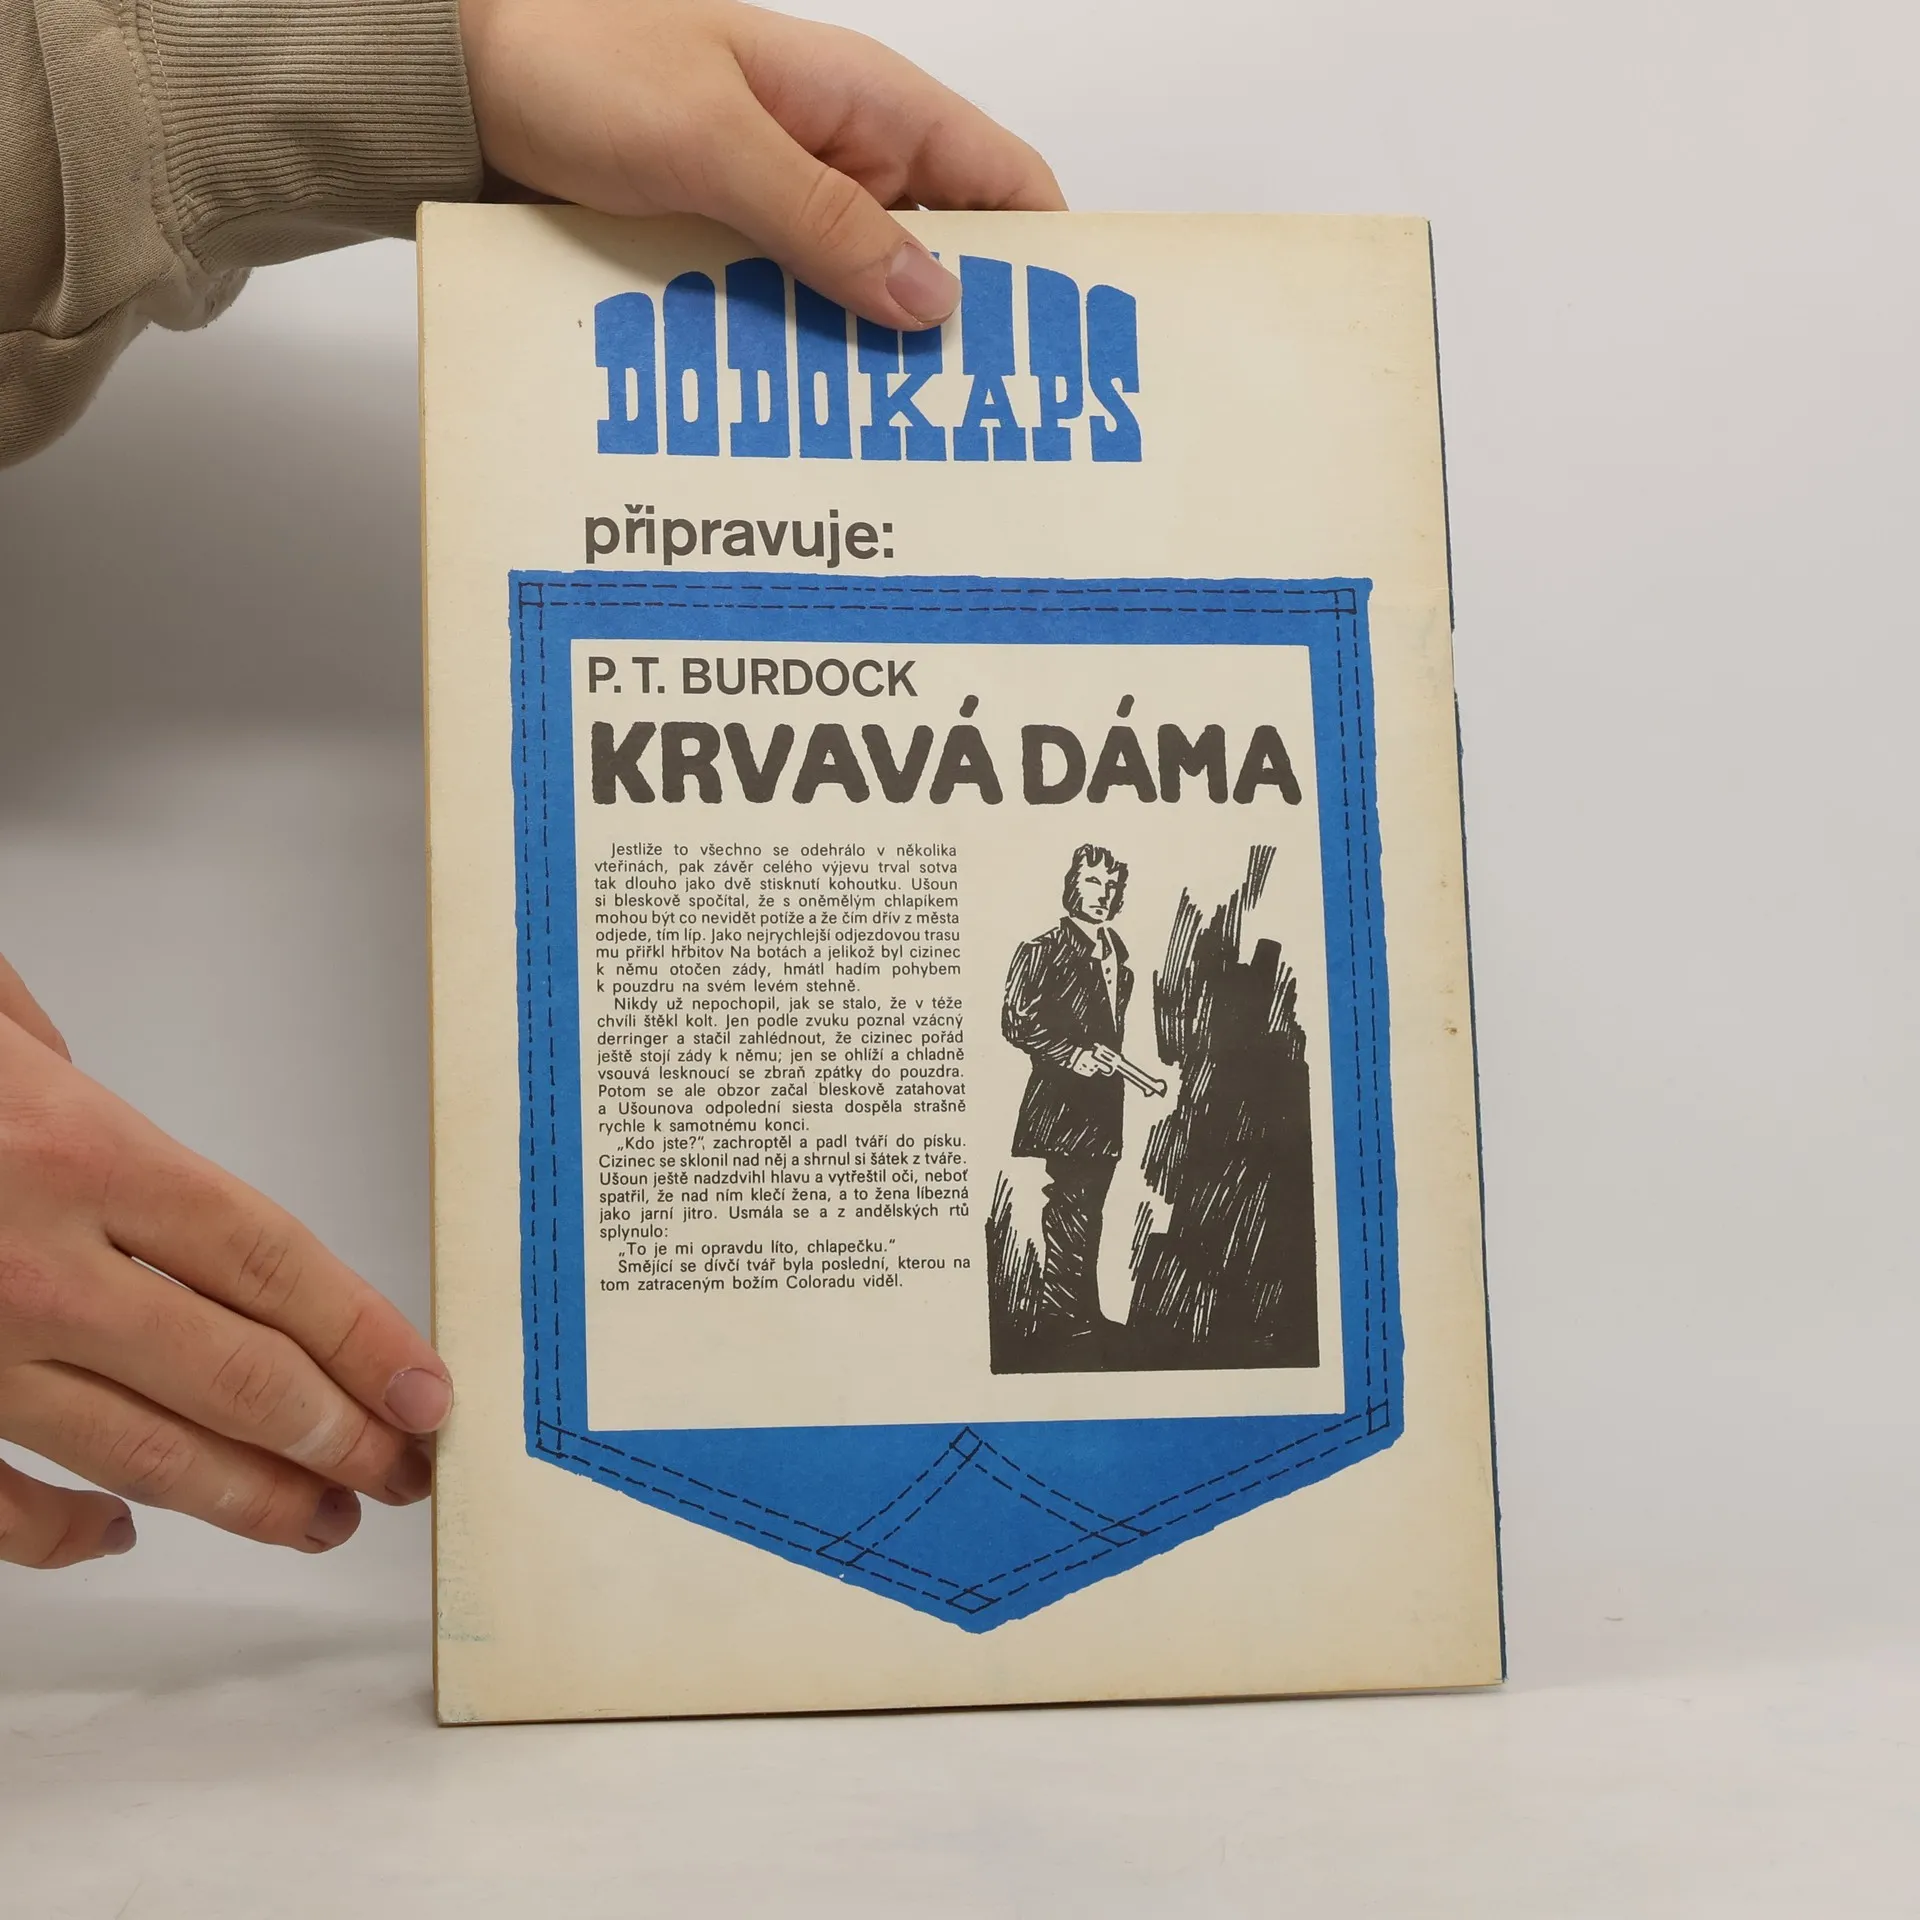 DODOKAPS
připravuje:
P. T. BURDOCK
KRVAVÁ DÁMA
Jestliže to všechno se odehrálo v několika
vteřinách, pak závěr celého výjevu trval sotva
tak dlouho jako dvě stisknutí kohoutku. Ušoun
si bleskově spočítal, že s oněmělým chlapíkem
mohou být co nevidět potíže a že čím dřív z města
odjede, tím líp. Jako nejrychlejší odjezdovou trasu
mu přiřkl hřbitov Na botách a jelikož byl cizinec
k němu otočen zády, hmátl hadím pohybem
k pouzdru na svém levém stehně.
Nikdy už nepochopil, jak se stalo, že v téže
chvíli štěkl kolt. Jen podle zvuku poznal vzácný
derringer a stačil zahlédnout, že cizinec pořád
ještě stojí zády k němu; jen se ohlíží a chladně
vsouvá lesknoucí se zbraň zpátky do pouzdra.
Potom se ale obzor začal bleskově zatahovat
a Ušounova odpolední siesta dospěla strašně
rychle k samotnému konci.
„Kdo jste?“, zachroptěl a padl tváří do písku.
Cizinec se sklonil nad něj a shrnul si šátek z tváře.
Ušoun ještě nadzdvihl hlavu a vytřeštil oči, neboť
spatřil, že nad ním klečí žena, a to žena líbezná
jako jarní jitro. Usmála se a z andělských rtů
splynulo:
„To je mi opravdu líto, chlapečku.“
Smějící se dívčí tvář byla poslední, kterou na
tom zatraceným božím Coloradu viděl.